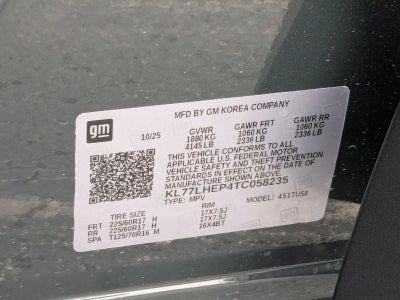 MFD BY GM KOREA COMPANY
gm 10/25 GVWR GAWR FRT GAWR RR
1880 KG 1060 KG 1060 KG
4145 LB 2336 LB 2336 LB
THIS VEHICLE CONFORMS TO ALL
APPLICABLE U.S. FEDERAL MOTOR
VEHICLE SAFETY AND THEFT PREVENTION
STANDARDS IN EFFECT ON THE DATE OF
MANUFACTURE SHOWN ABOVE
KL77LHEP4TC058235
TYPE: MPV MODEL: 4S1TU58
TIRE SIZE RIM
FRT 225/60R17 H 17X7.5J
RR 225/60R17 H 17X7.5J
SPA T125/70R16 M 16X4BT